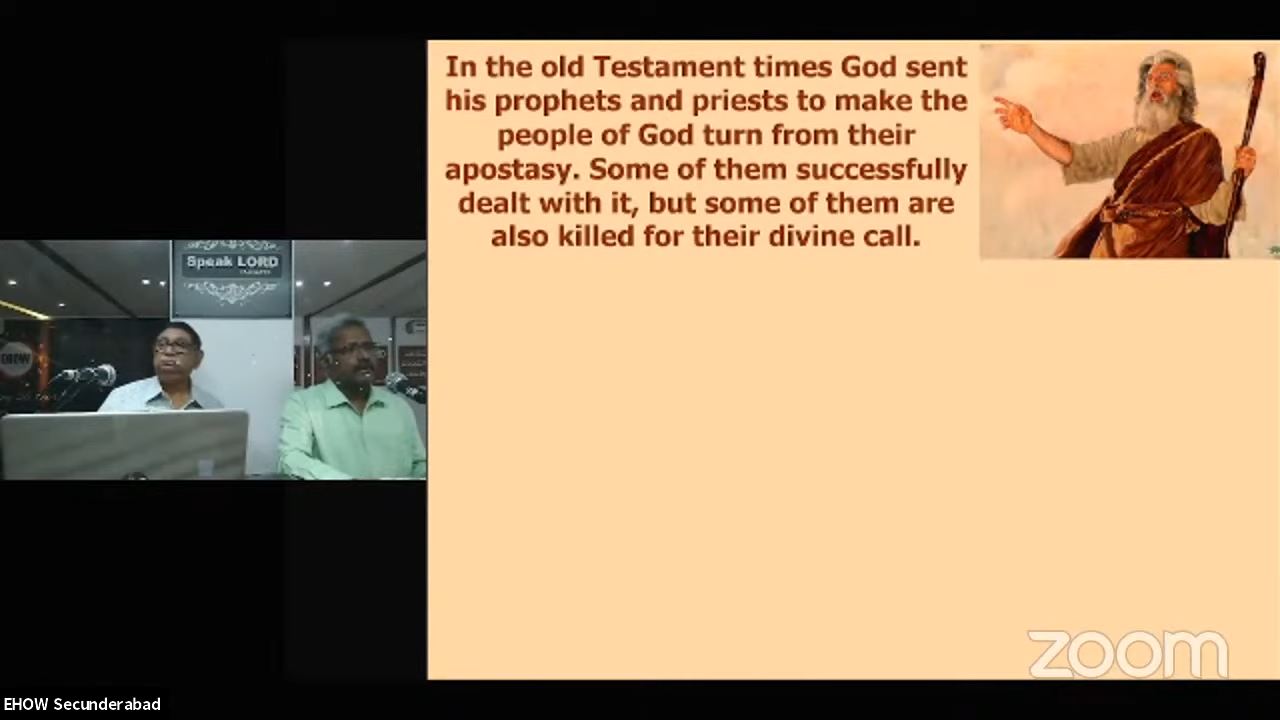 In the old Testament times God sent
his prophets and priests to make the
people of God turn from their
apostasy. Some of them successfully
dealt with it, but some of them are
also killed for their divine call.
Speak LORD
EHOW
zoom
EHOW Secunderabad